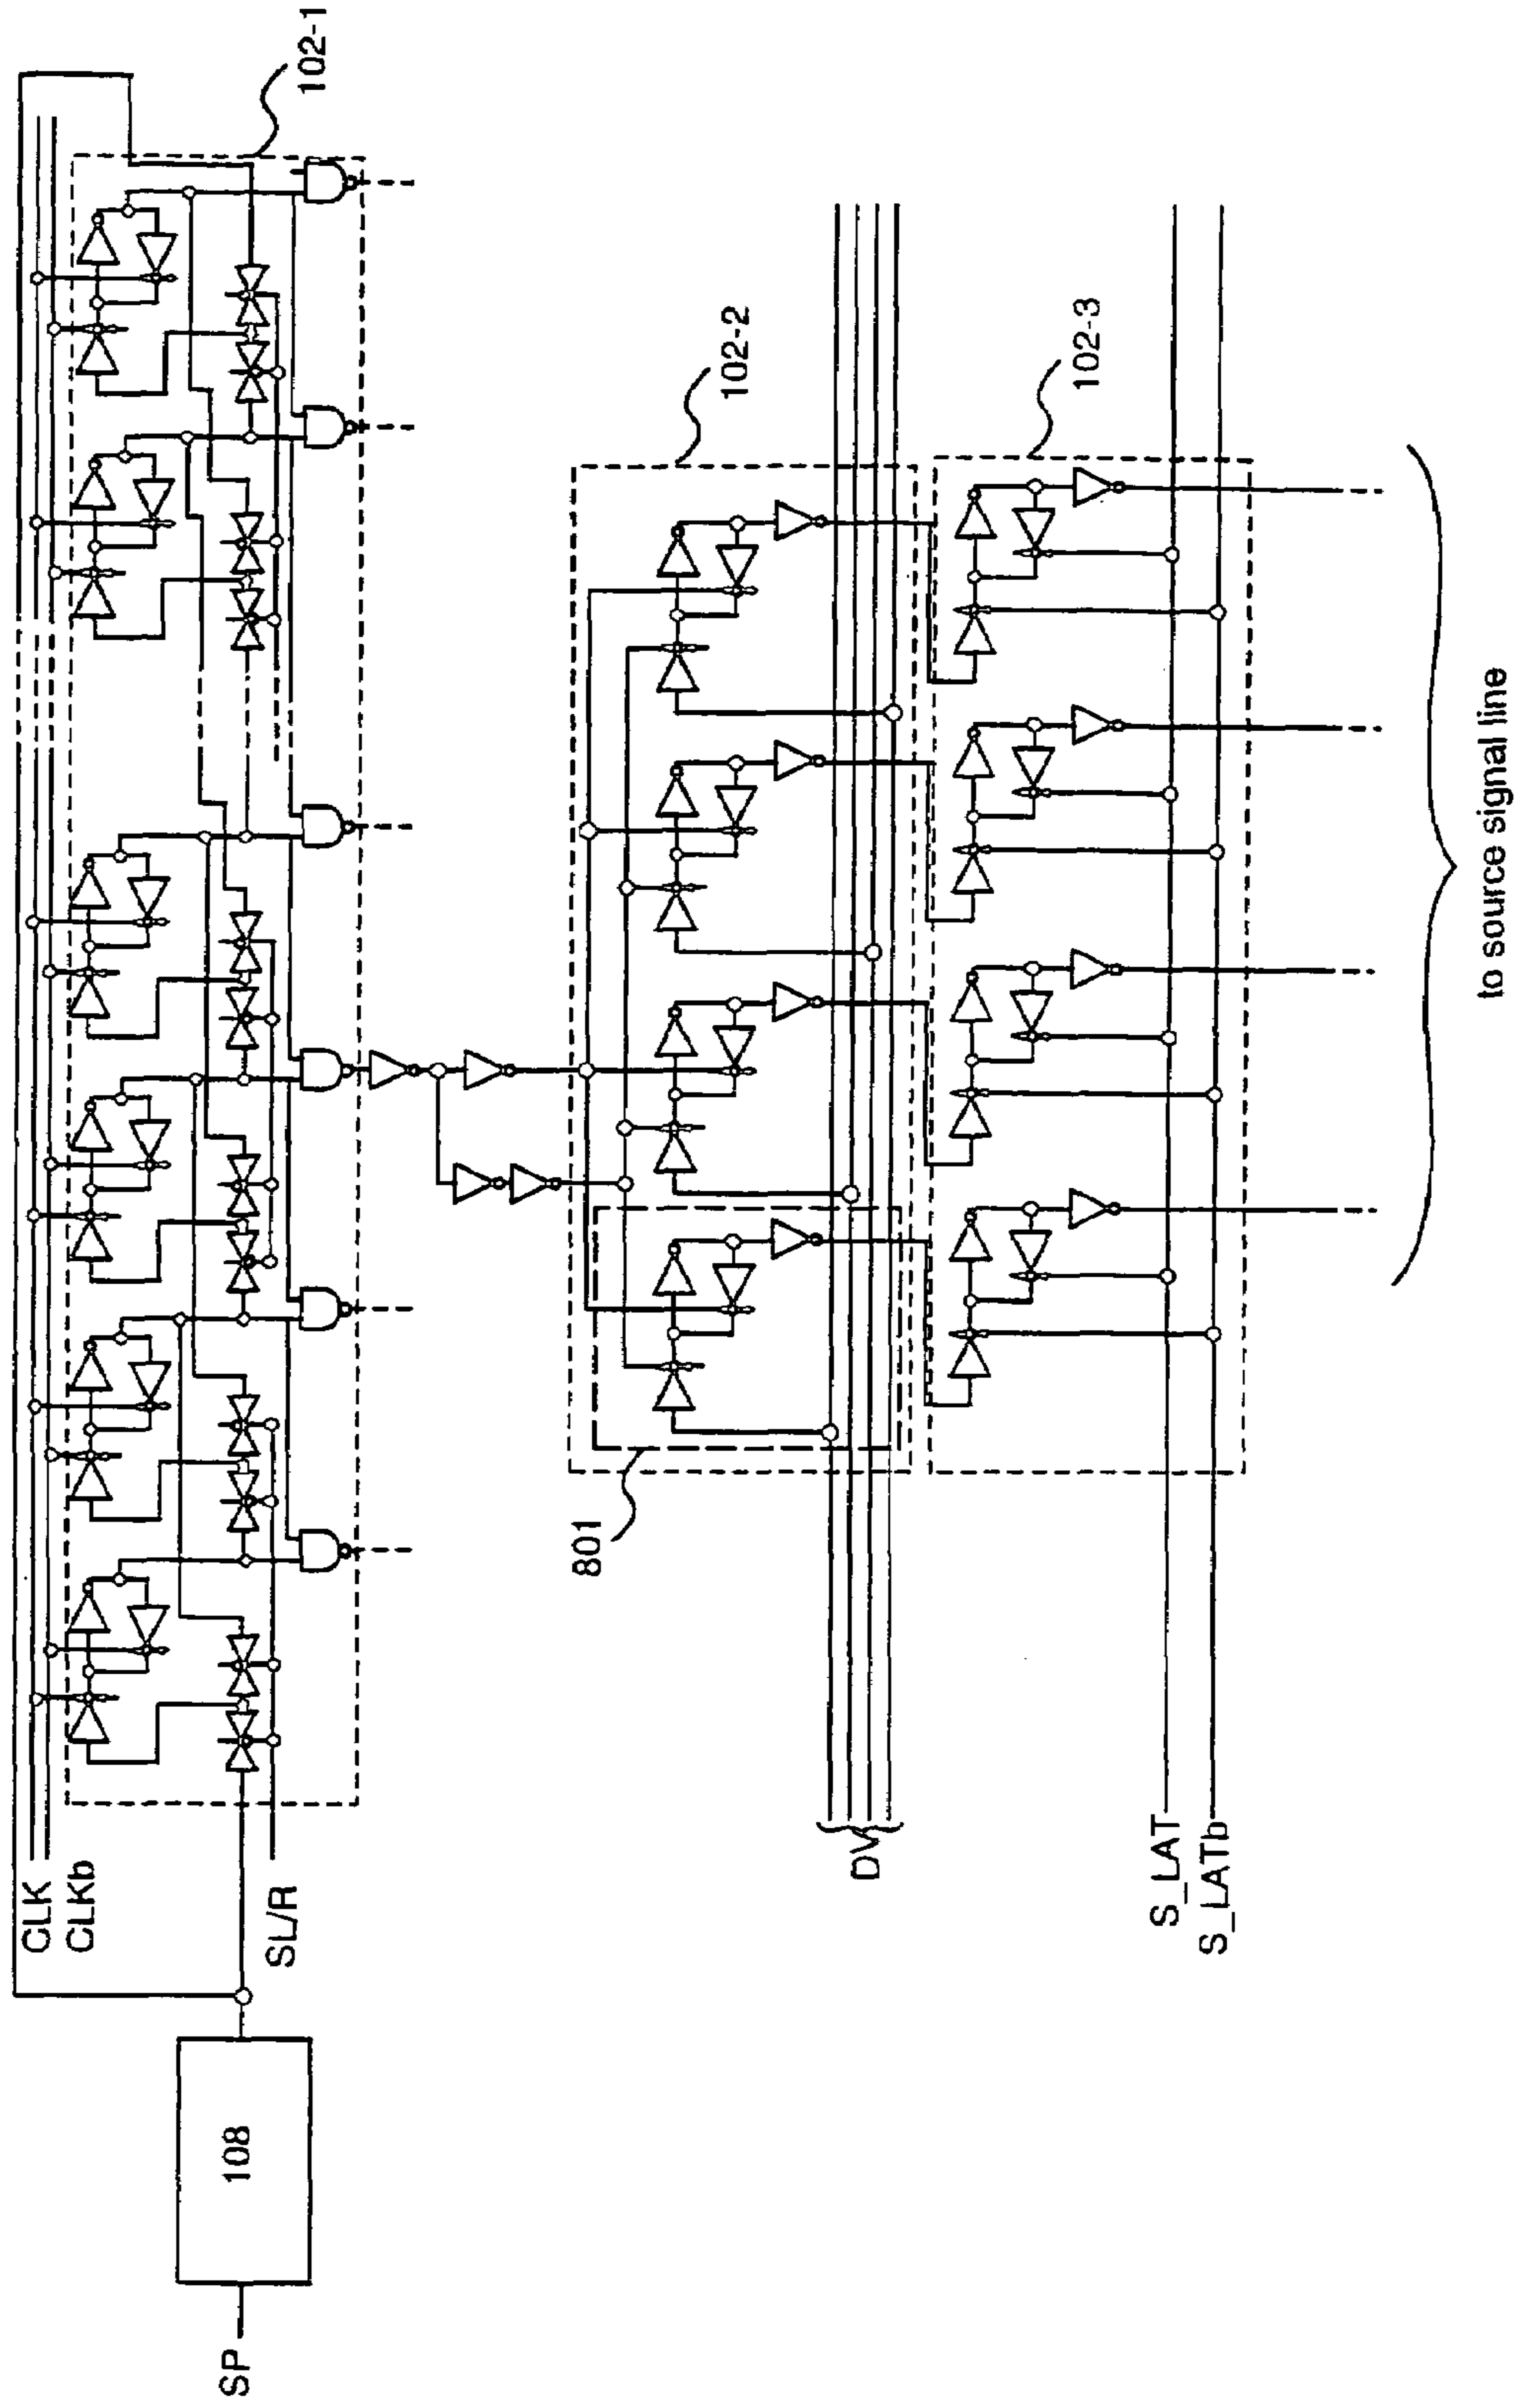 SP
108
CLK
CLKb
SL/R
102-1
801
102-2
DV
102-3
S_LAT
S_LATb
to source signal line